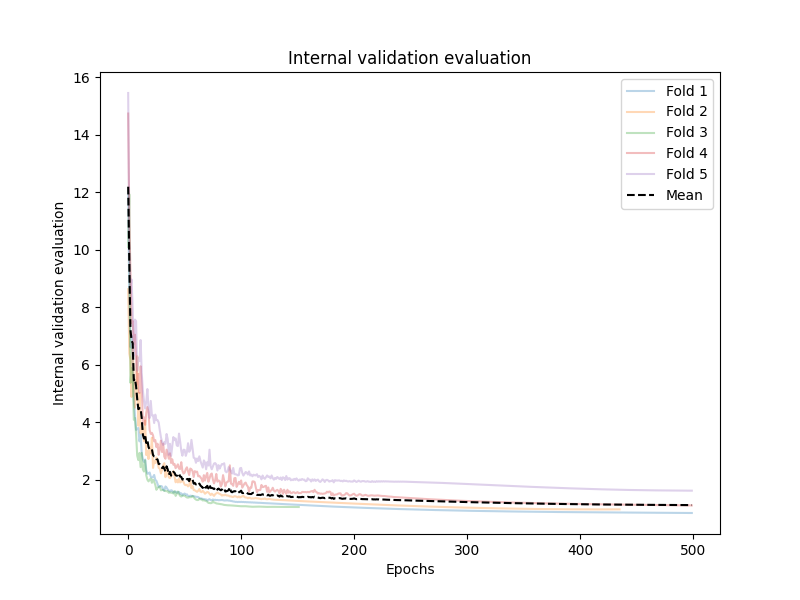 Internal validation evaluation
Internal validation evaluation
16
14
12
10
8
6
4
2
0
100
200
300
400
500
Epochs
Fold 1
Fold 2
Fold 3
Fold 4
Fold 5
Mean